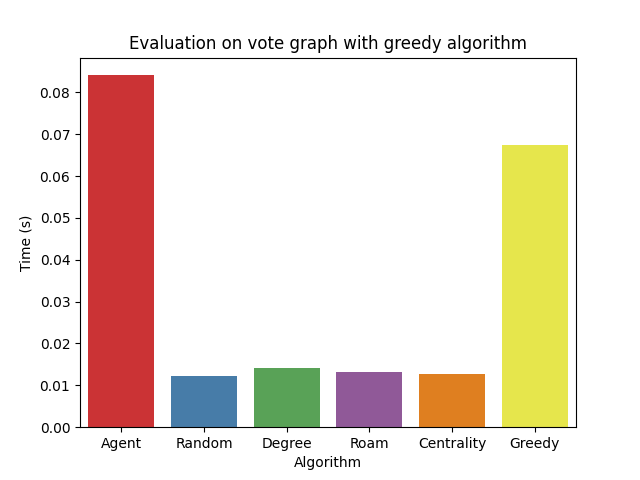 Evaluation on vote graph with greedy algorithm
0.08
0.07
0.06
0.05
0.04
0.03
0.02
0.01
0.00
Time (s)
Agent Random Degree Roam Centrality Greedy
Algorithm